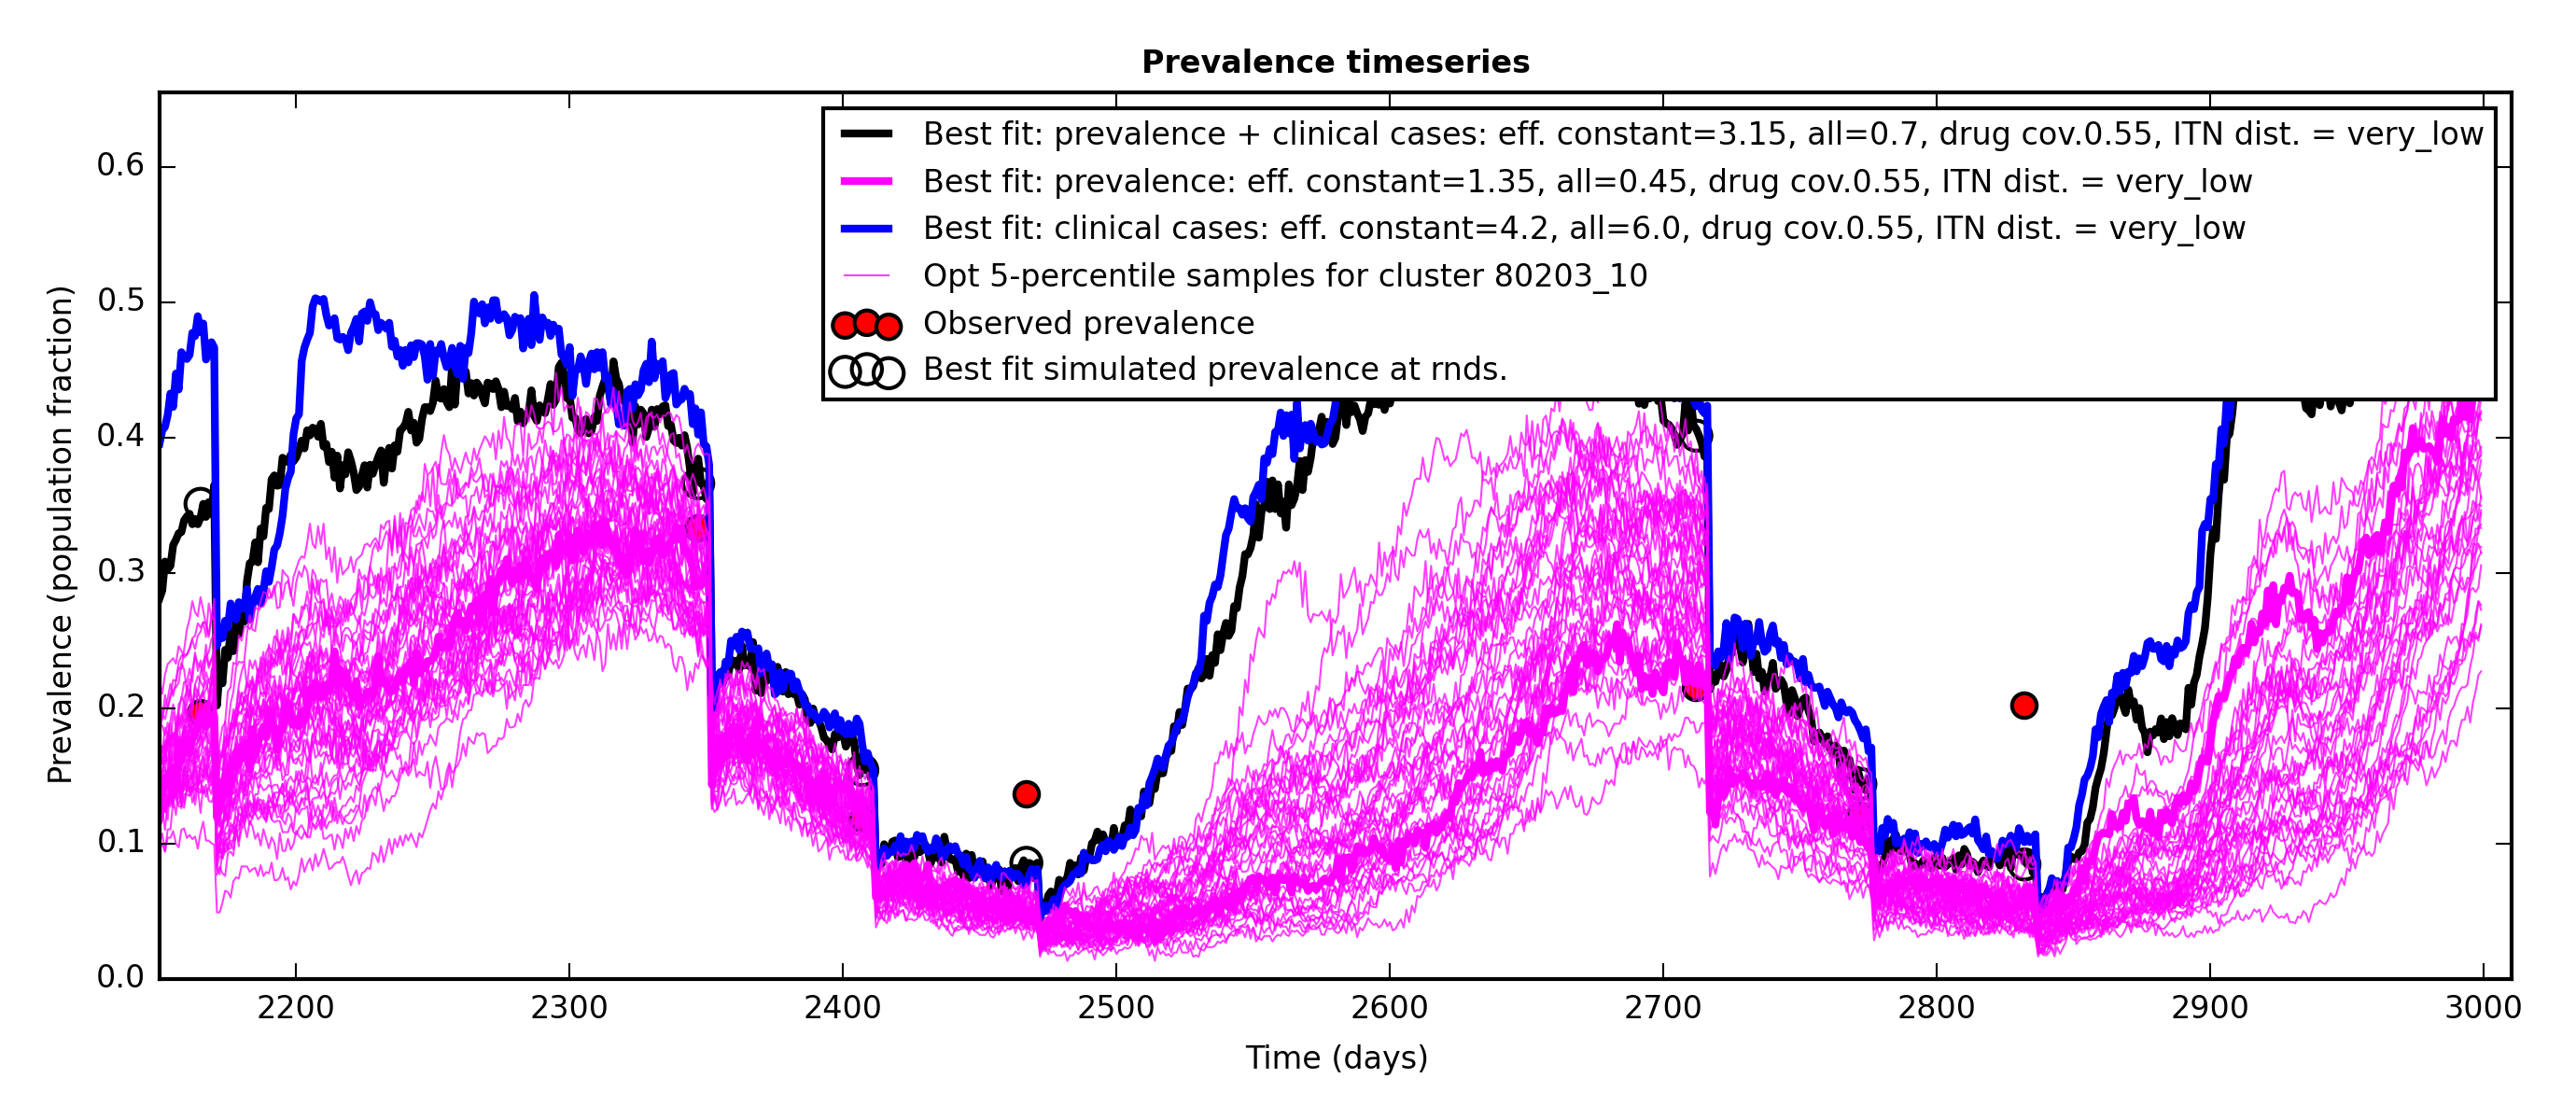 Prevalence timeseries
Best fit: prevalence + clinical cases: eff. constant=3.15, all=0.7, drug cov.0.55, ITN dist. = very_low
Best fit: prevalence: eff. constant=1.35, all=0.45, drug cov.0.55, ITN dist. = very_low
Best fit: clinical cases: eff. constant=4.2, all=6.0, drug cov.0.55, ITN dist. = very_low
Opt 5-percentile samples for cluster 80203_10
Observed prevalence
Best fit simulated prevalence at rnds.
Prevalence (population fraction)
0.6
0.5
0.4
0.3
0.2
0.1
0.0
2200 2300 2400 2500 2600 2700 2800 2900 3000
Time (days)